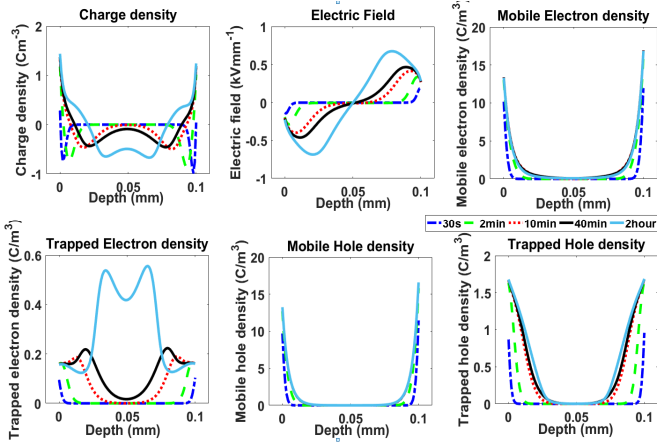 Charge density
Charge density (Cm-3)
2
1
0
-1
0
0.05
0.1
Depth (mm)
Electric Field
Electric field (kVmm-1)
1
0.5
0
-0.5
-1
0
0.05
0.1
Depth (mm)
Mobile Electron density
Mobile electron density (C/m3)
20
15
10
5
0
0
0.05
0.1
Depth (mm)
30s 2min 10min 40min 2hour
Trapped Electron density
Trapped electron density (C/m3)
0.6
0.4
0.2
0
0
0.05
0.1
Depth (mm)
Mobile Hole density
Mobile hole density (C/m3)
20
15
10
5
0
0
0.05
0.1
Depth (mm)
Trapped Hole density
Trapped hole density (C/m3)
2
1.5
1
0.5
0
0
0.05
0.1
Depth (mm)